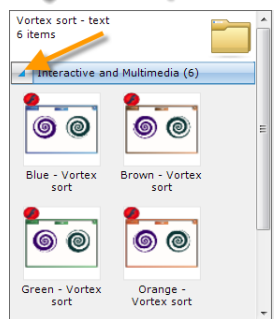 Vortex sort - text
6 items
Interactive and Multimedia (6)
Blue - Vortex
sort
Brown - Vortex
sort
Green - Vortex
sort
Orange -
Vortex sort